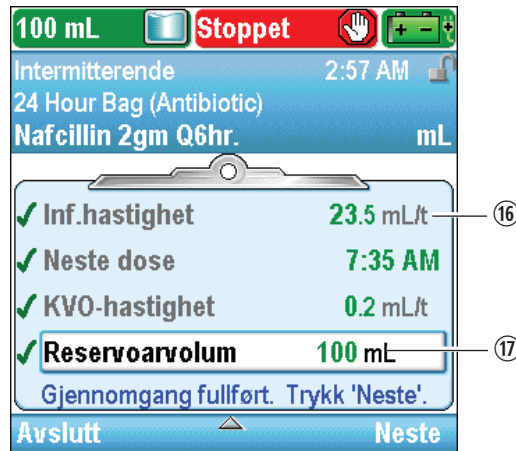 100 mL Stoppet + -
Intermitterende 2:57 AM
24 Hour Bag (Antibiotic)
Nafcillin 2gm Q6hr. mL
Inf.hastighet 23.5 mL/t ⑯
Neste dose 7:35 AM
KVO-hastighet 0.2 mL/t
Reservoarvolum 100 mL ⑰
Gjennomgang fullført. Trykk 'Neste'.
Avslutt Neste